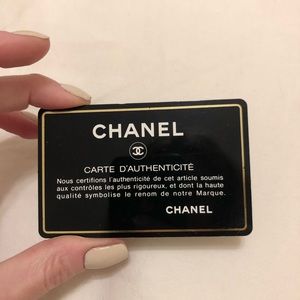 CHANEL
CARTE D'AUTHENTICITÉ
Nous certifions l'authenticité de cet article soumis
aux contrôles les plus rigoureux, et dont la haute
qualité symbolise le renom de notre Marque.
CHANEL